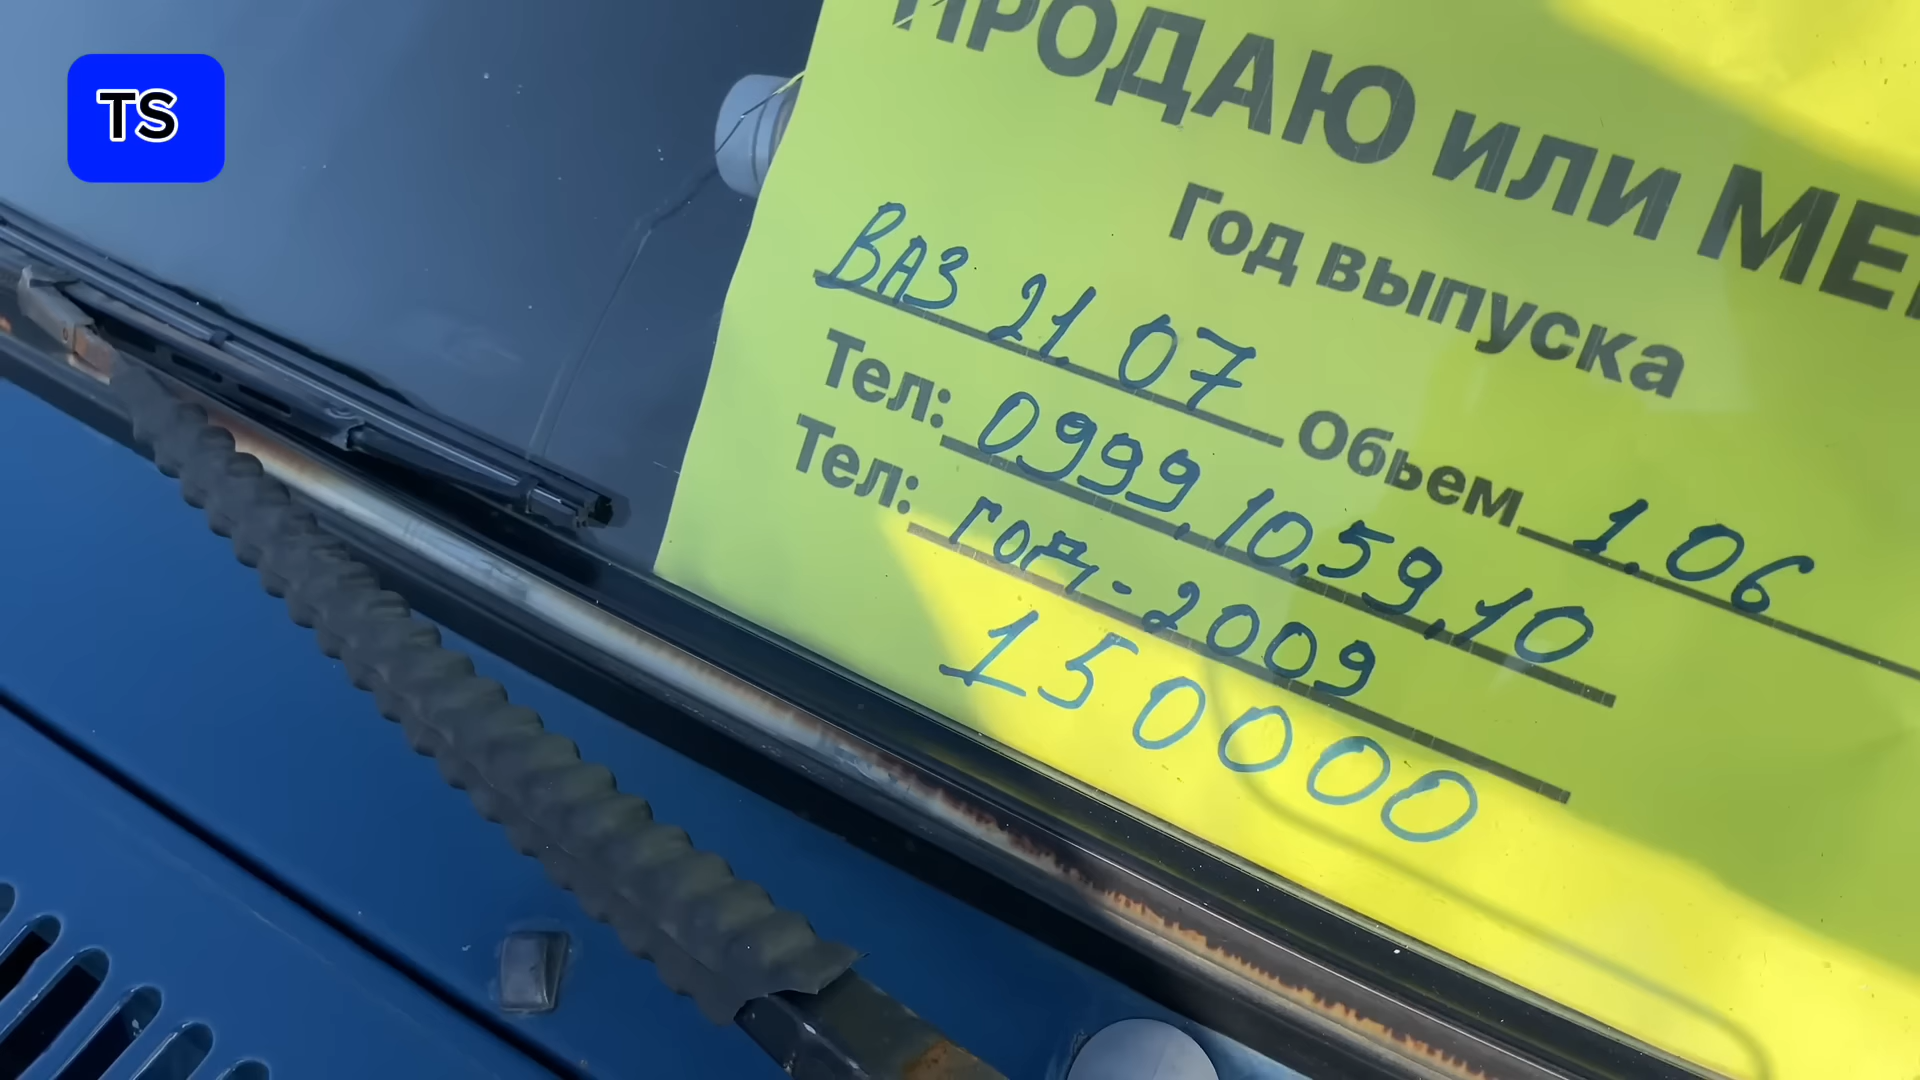 TS
ПРОДАЮ или
Год выпуска
ВАЗ 21.07 Обьем 1.06
Тел: 0999.10.59.10
Тел: год-2009
150000